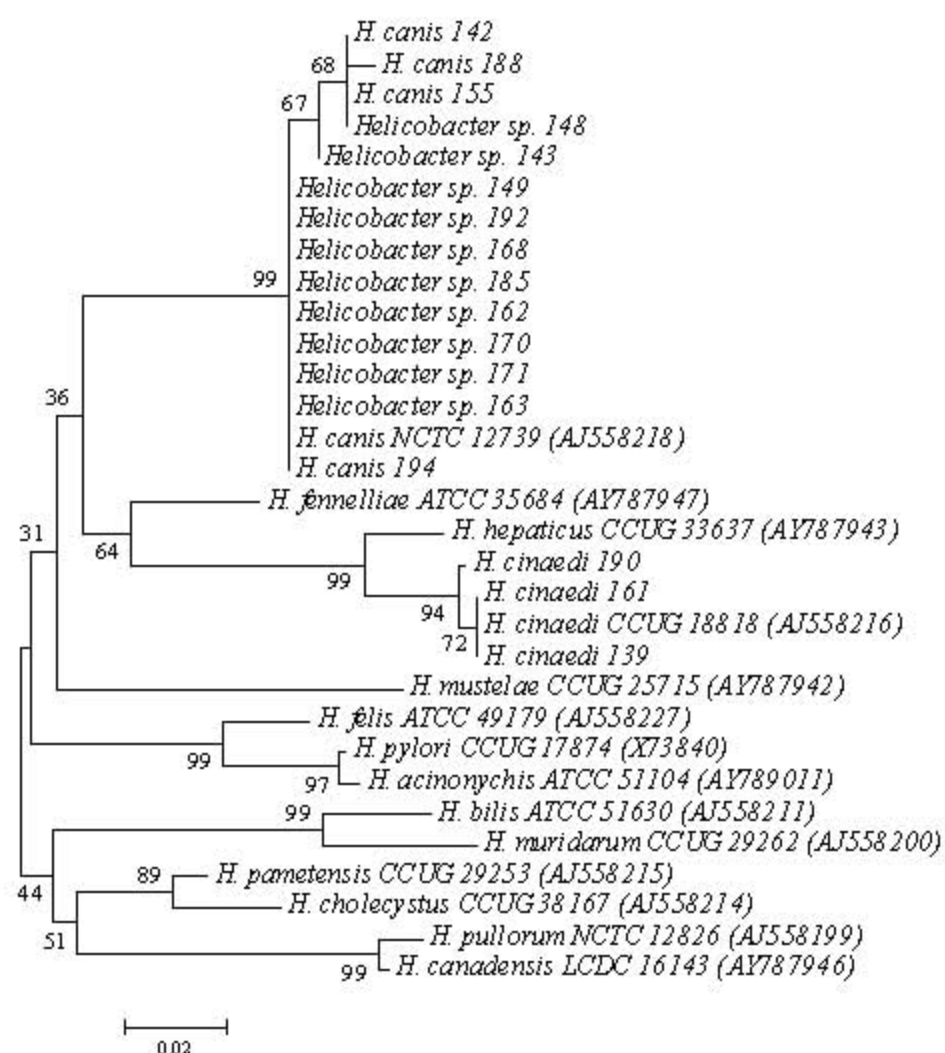 H. canis 142
68
H. canis 188
H. canis 155
67
Helicobacter sp. 148
Helicobacter sp. 143
Helicobacter sp. 149
Helicobacter sp. 192
Helicobacter sp. 168
99
Helicobacter sp. 185
Helicobacter sp. 162
Helicobacter sp. 170
Helicobacter sp. 171
36
Helicobacter sp. 163
H. canis NCTC 12739 (AJ558218)
H. canis 194
H. fennelliae ATCC 35684 (AY787947)
31
H. hepaticus CCUG 33637 (AY787943)
64
H. cinaedi 190
99
H. cinaedi 161
94
H. cinaedi CCUG 18818 (AJ558216)
72
H. cinaedi 139
H. mustelae CCUG 25715 (AY787942)
H. felis ATCC 49179 (AJ558227)
H. pylori CCUG 17874 (X73840)
99
H. acinonychis ATCC 51104 (AY789011)
97
99
H. bilis ATCC 51630 (AJ558211)
H. muridarum CCUG 29262 (AJ558200)
89
H. pametensis CCUG 29253 (AJ558215)
44
H. cholecystus CCUG 38167 (AJ558214)
51
H. pullorum NCTC 12826 (AJ558199)
99
H. canadensis LCDC 16143 (AY787946)
0.02